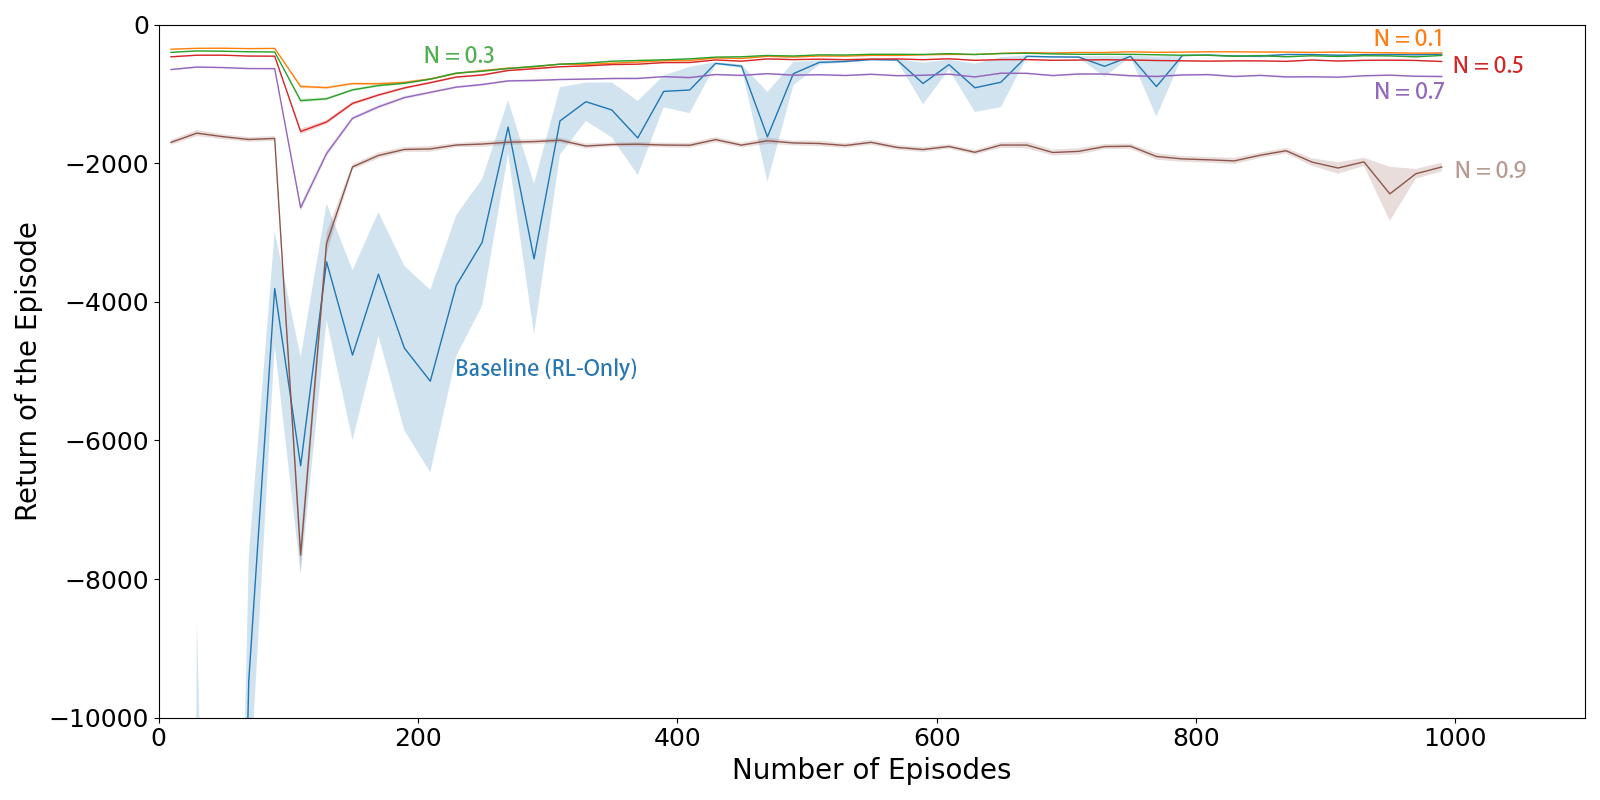 0
N = 0.3
N = 0.1
N = 0.5
N = 0.7
−2000
N = 0.9
−4000
Baseline (RL-Only)
−6000
−8000
−10000
Return of the Episode
0 200 400 600 800 1000
Number of Episodes